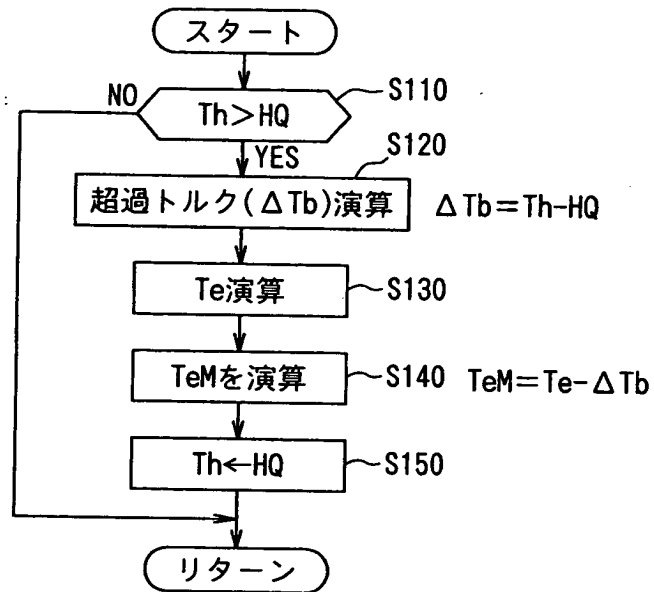 スタート
NO
Th>HQ
S110
YES
S120
超過トルク(ΔTb)演算
ΔTb=Th-HQ
Te演算
S130
TeMを演算
S140
TeM=Te-ΔTb
Th←HQ
S150
リターン